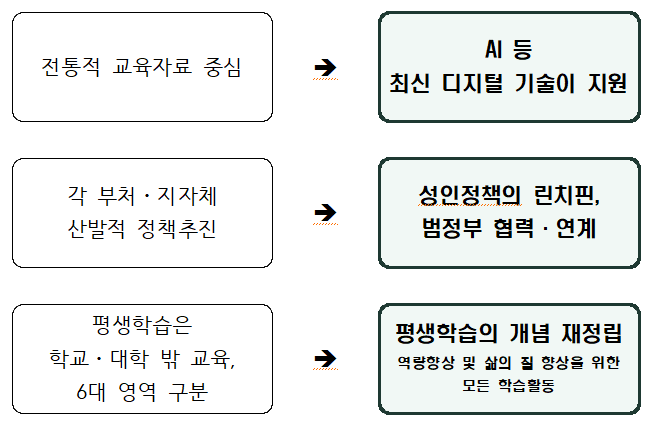 전통적 교육자료 중심
➔
AI 등
최신 디지털 기술이 지원
각 부처·지자체
산발적 정책추진
➔
성인정책의 린치핀,
범정부 협력·연계
평생학습은
학교·대학 밖 교육,
6대 영역 구분
➔
평생학습의 개념 재정립
역량향상 및 삶의 질 향상을 위한
모든 학습활동